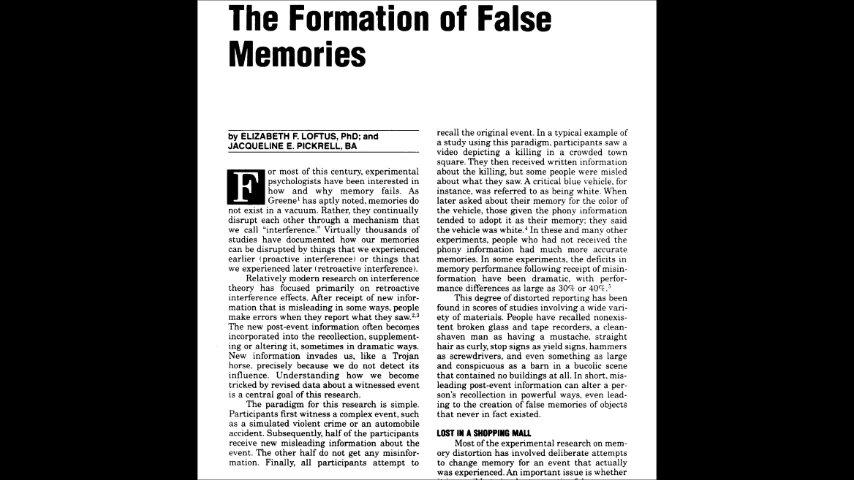 The Formation of False
Memories
by ELIZABETH F. LOFTUS, PhD; and
JACQUELINE E. PICKRELL, BA
For most of this century, experimental
psychologists have been interested in
how and why memory fails. As
Greene1 has aptly noted, memories do
not exist in a vacuum. Rather, they continually
disrupt each other through a mechanism that
we call "interference." Virtually thousands of
studies have documented how our memories
can be disrupted by things that we experienced
earlier (proactive interference) or things that
we experienced later (retroactive interference).
Relatively modern research on interference
theory has focused primarily on retroactive
interference effects. After receipt of new infor-
mation that is misleading in some ways, people
make errors when they report what they saw.2,3
The new post-event information often becomes
incorporated into the recollection, supplement-
ing or altering it, sometimes in dramatic ways.
New information invades us, like a Trojan
horse, precisely because we do not detect its
influence. Understanding how we become
tricked by revised data about a witnessed event
is a central goal of this research.
The paradigm for this research is simple.
Participants first witness a complex event, such
as a simulated violent crime or an automobile
accident. Subsequently, half of the participants
receive new misleading information about the
event. The other half do not get any misinfor-
mation. Finally, all participants attempt to
recall the original event. In a typical example of
a study using this paradigm, participants saw a
video depicting a killing in a crowded town
square. They then received written information
about the killing, but some people were misled
about what they saw. A critical blue vehicle, for
instance, was referred to as being white. When
later asked about their memory for the color of
the vehicle, those given the phony information
tended to adopt it as their memory; they said
the vehicle was white.4 In these and many other
experiments, people who had not received the
phony information had much more accurate
memories. In some experiments, the deficits in
memory performance following receipt of misin-
formation have been dramatic, with perfor-
mance differences as large as 30% or 40%.5
This degree of distorted reporting has been
found in scores of studies involving a wide vari-
ety of materials. People have recalled nonexis-
tent broken glass and tape recorders, a clean-
shaven man as having a mustache, straight
hair as curly, stop signs as yield signs, hammers
as screwdrivers, and even something as large
and conspicuous as a barn in a bucolic scene
that contained no buildings at all. In short, mis-
leading post-event information can alter a per-
son's recollection in powerful ways, even lead-
ing to the creation of false memories of objects
that never in fact existed.
LOST IN A SHOPPING MALL
Most of the experimental research on mem-
ory distortion has involved deliberate attempts
to change memory for an event that actually
was experienced. An important issue is whether